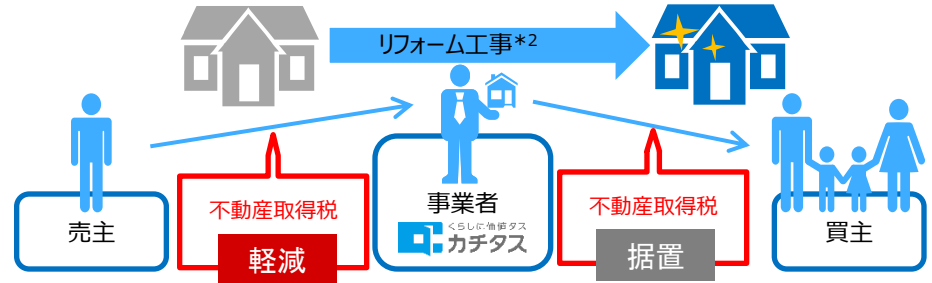 リフォーム工事*2
売主
不動産取得税
軽減
事業者
くらしに価値タス
カチタス
不動産取得税
据置
買主